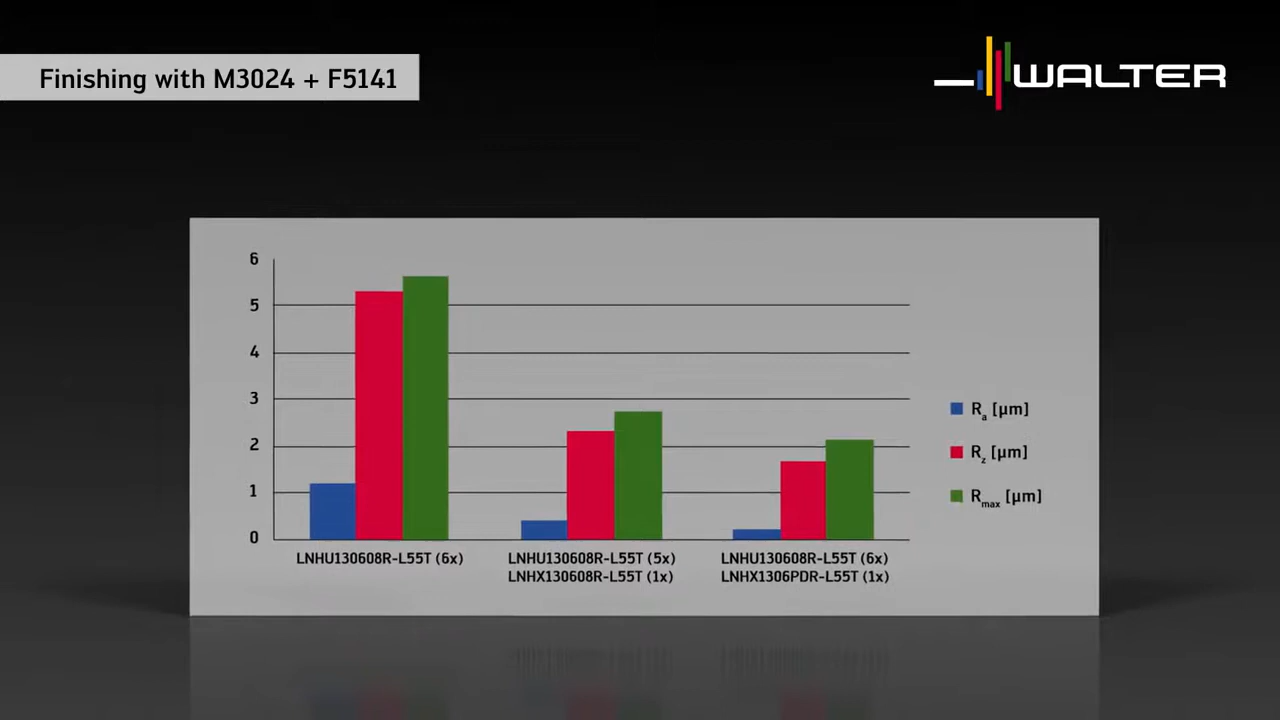 Finishing with M3024 + F5141
WALTER
6
5
4
3
2
1
0
LNHU130608R-L55T (6x)
LNHU130608R-L55T (5x)
LNHX130608R-L55T (1x)
LNHU130608R-L55T (6x)
LNHX1306PDR-L55T (1x)
Ra [µm]
Rz [µm]
Rmax [µm]